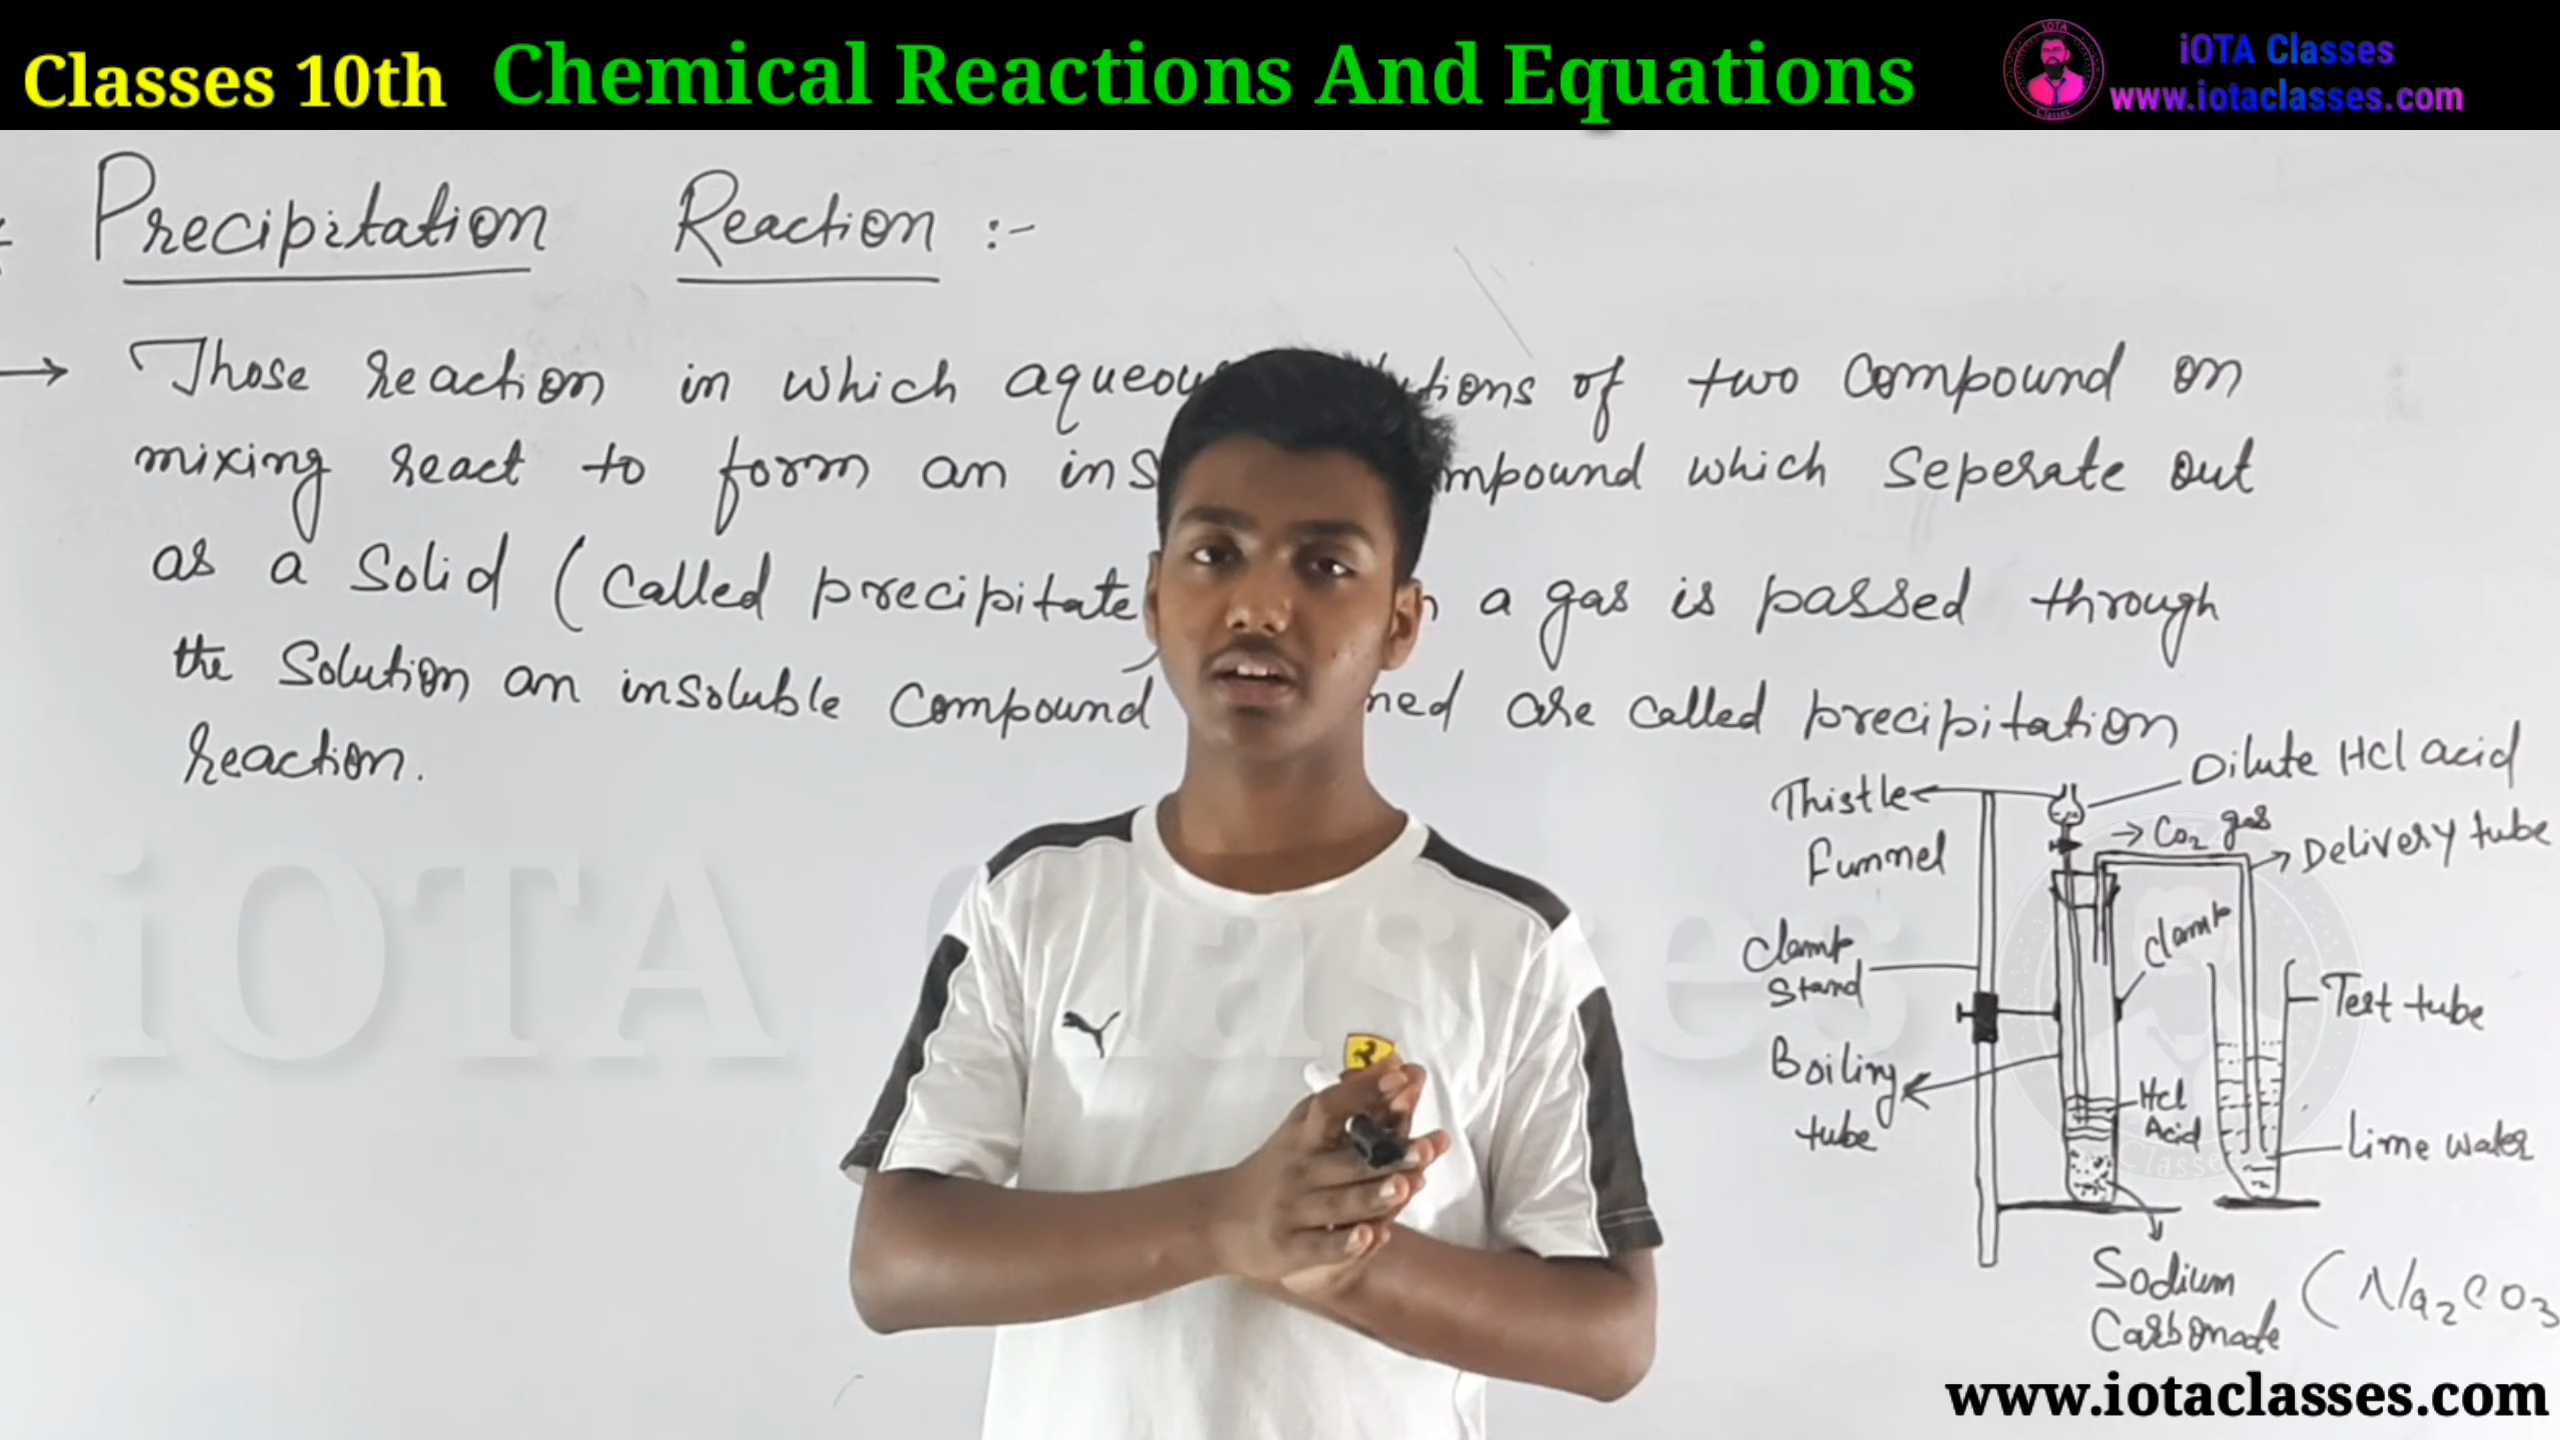 Classes 10th Chemical Reactions And Equations
iOTA Classes
www.iotaclasses.com
Precipitation Reaction :-
→ Those reaction in which aqueou tions of two Compound on
mixing react to form an ins mpound which seperate out
as a Solid (Called precipitate a gas is passed through
the Solution an insoluble Compound med are called precipitation
reaction.
Dilute HCl acid
Thistle Funnel
→ CO2 gas
Delivery tube
Clamp
Clamp Stand
Test tube
Boiling tube
HCl Acid
Lime water
Sodium Carbonate (Na2CO3
iOTA Classes
www.iotaclasses.com